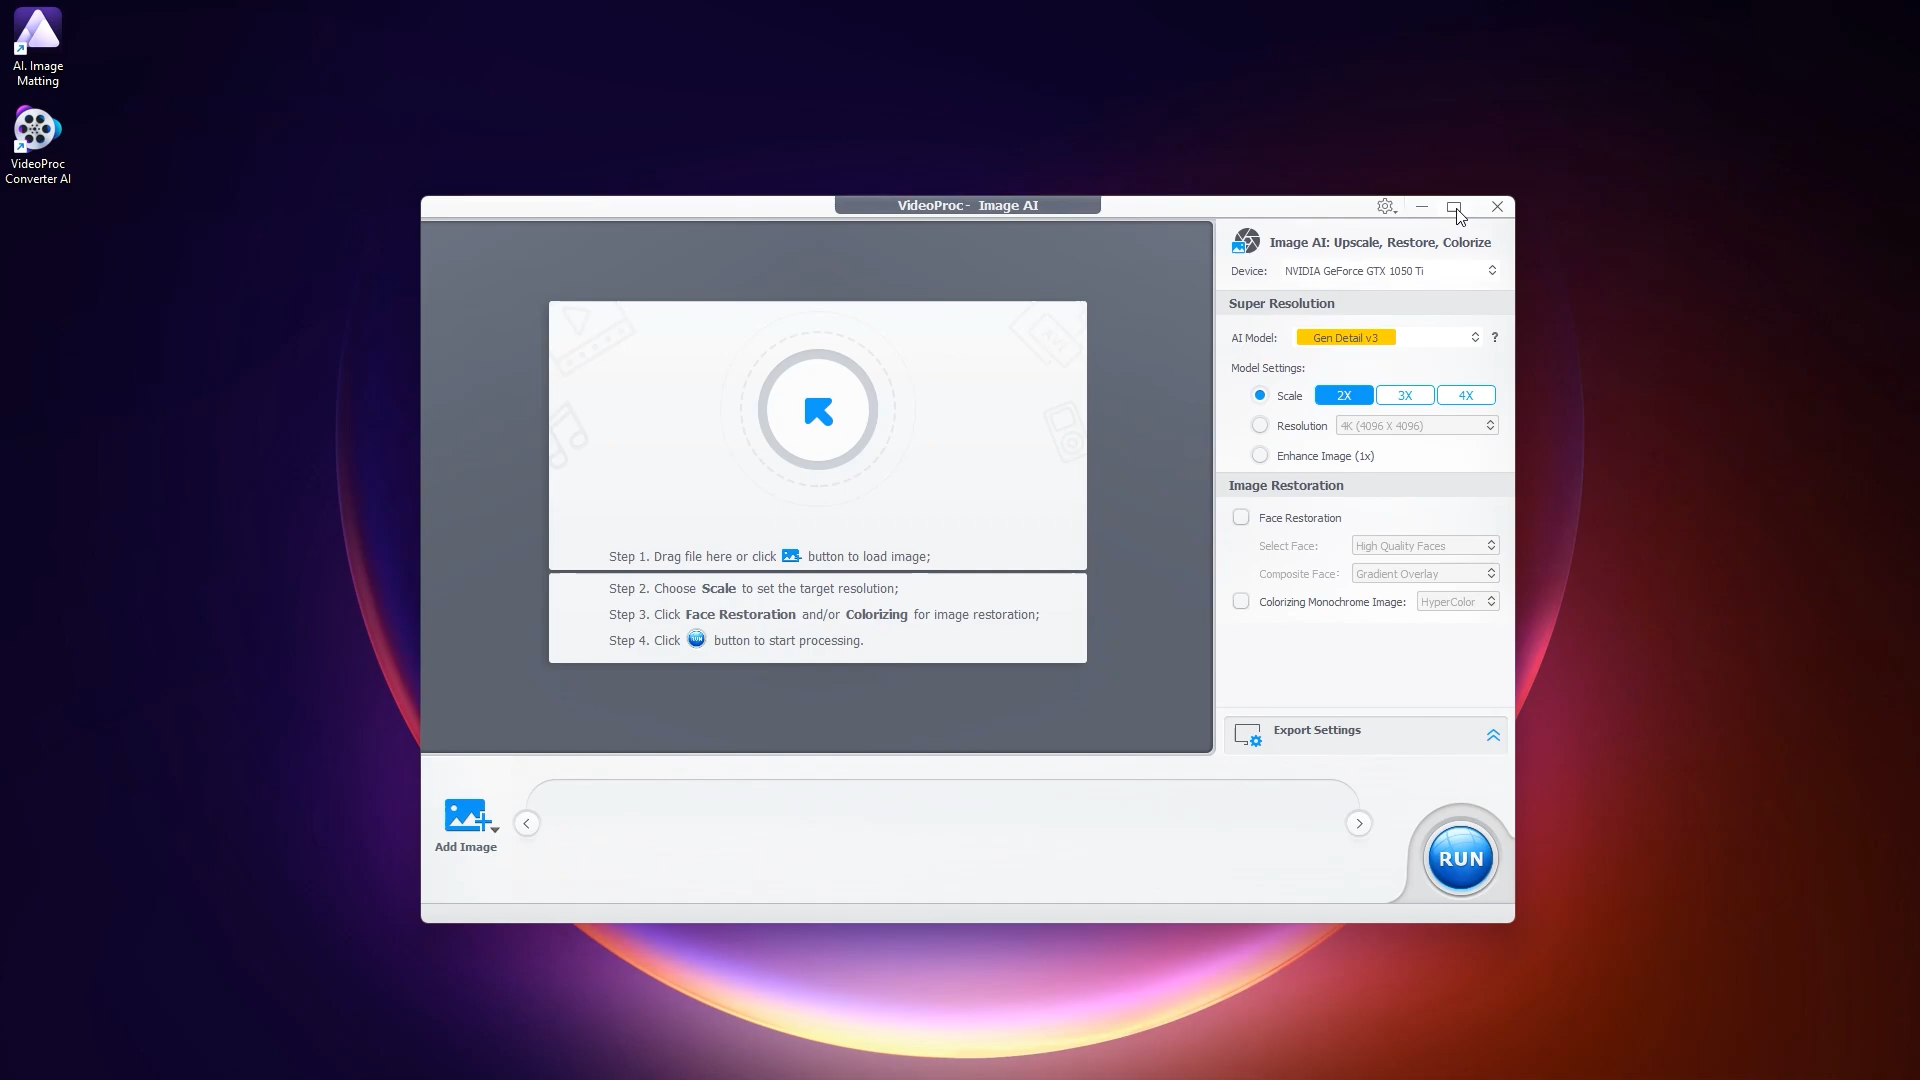 AI. Image
Matting
VideoProc
Converter AI
VideoProc - Image AI
Image AI: Upscale, Restore, Colorize
Device: NVIDIA GeForce GTX 1050 Ti
Super Resolution
AI Model: Gen Detail v3 ?
Model Settings:
Scale 2X 3X 4X
Resolution 4K (4096 X 4096)
Enhance Image (1x)
Image Restoration
Face Restoration
Select Face: High Quality Faces
Composite Face: Gradient Overlay
Colorizing Monochrome Image: HyperColor
Export Settings
Step 1. Drag file here or click button to load image;
Step 2. Choose Scale to set the target resolution;
Step 3. Click Face Restoration and/or Colorizing for image restoration;
Step 4. Click RUN button to start processing.
Add Image
RUN